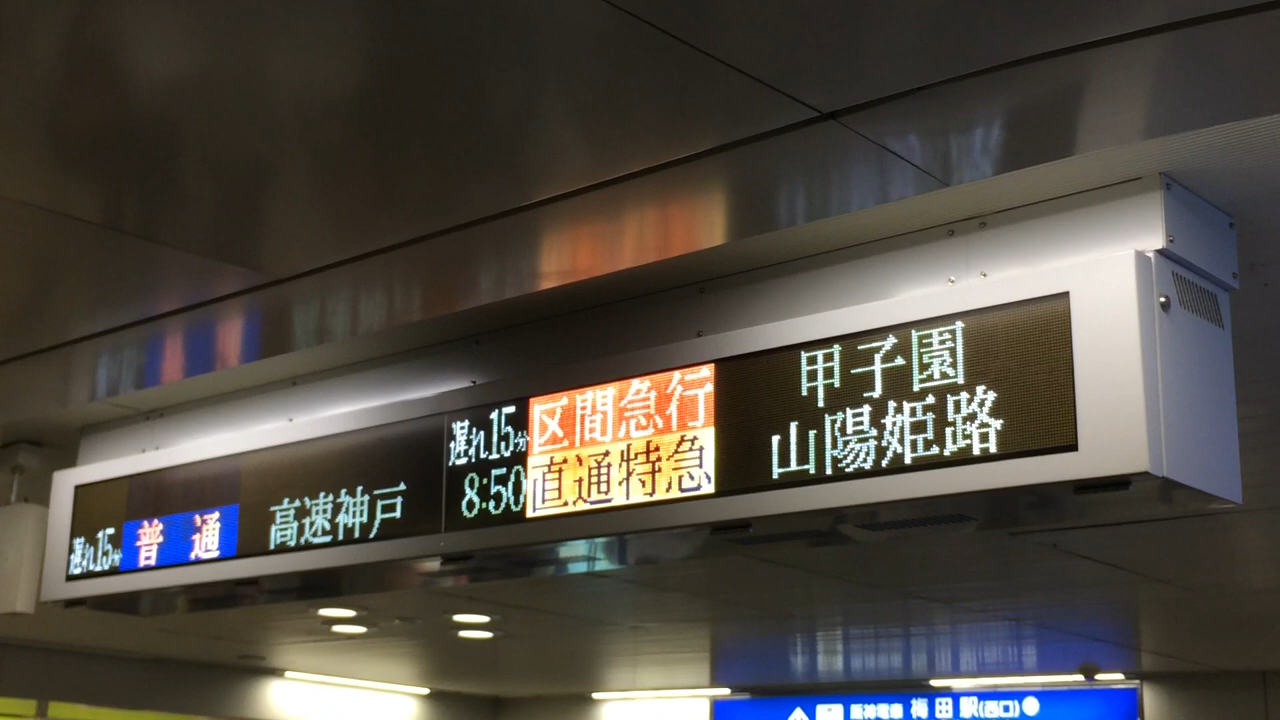 遅れ15分 普通 高速神戸
遅れ15分 区間急行 甲子園
8:50 直通特急 山陽姫路
阪神電車 梅田駅(西口)